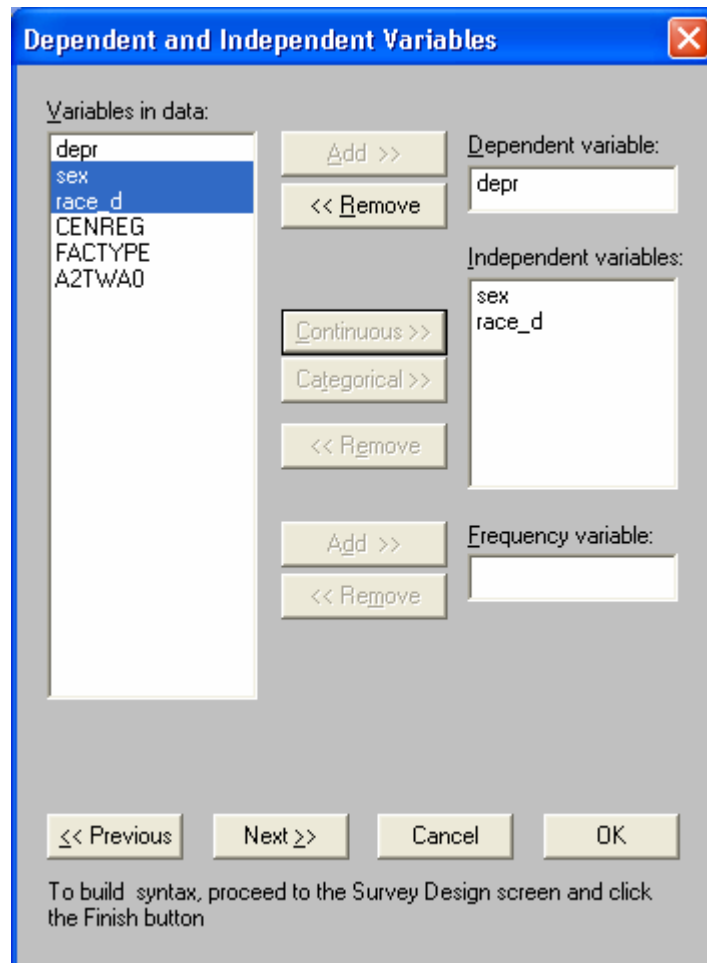 Dependent and Independent Variables
Variables in data:
depr
sex
race_d
CENREG
FACTYPE
A2TWA0
Add >>
<< Remove
Dependent variable:
depr
Continuous >>
Categorical >>
<< Remove
Independent variables:
sex
race_d
Add >>
<< Remove
Frequency variable:
<< Previous
Next >>
Cancel
OK
To build syntax, proceed to the Survey Design screen and click
the Finish button